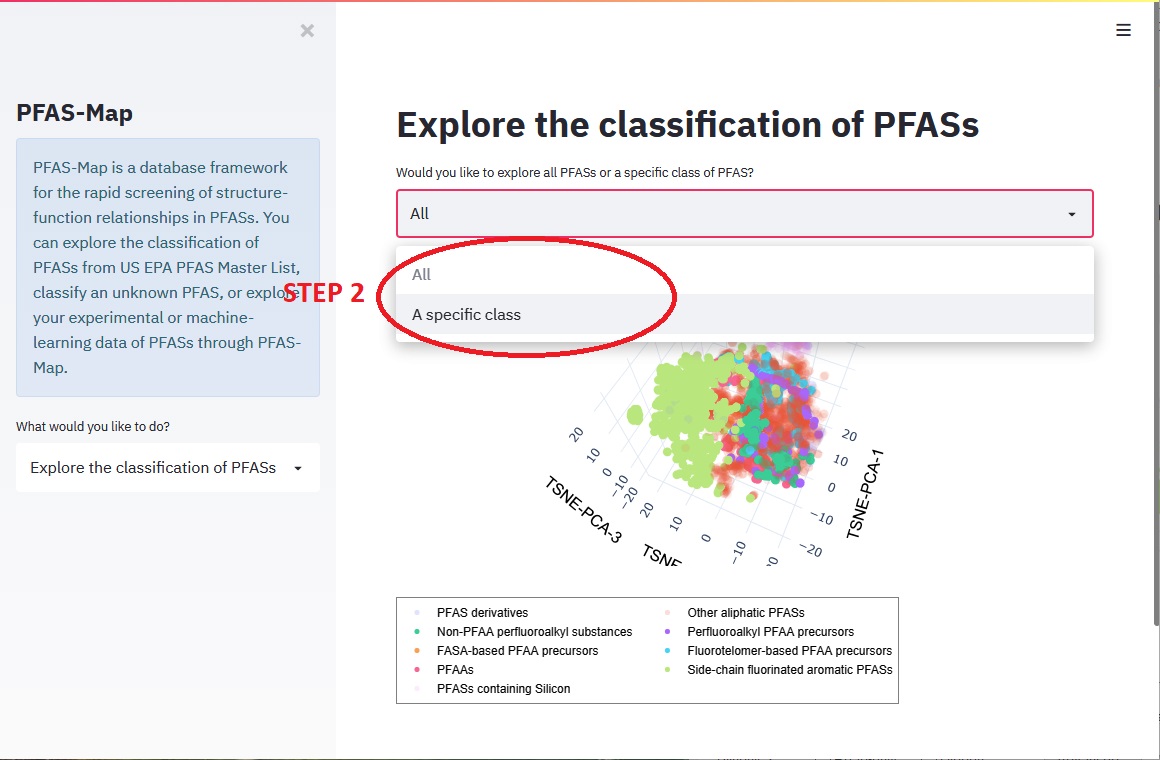 PFAS-Map
PFAS-Map is a database framework
for the rapid screening of structure-
function relationships in PFASs. You
can explore the classification of
PFASs from US EPA PFAS Master List,
classify an unknown PFAS, or explore
your experimental or machine-
learning data of PFASs through PFAS-
Map.
What would you like to do?
Explore the classification of PFASs
Explore the classification of PFASs
Would you like to explore all PFASs or a specific class of PFAS?
All
All
A specific class
STEP 2
20
10
0
−10
−20
TSNE-PCA-3
20
10
0
−10
TSNE
20
10
0
−10
−20
TSNE-PCA-1
PFAS derivatives
Other aliphatic PFASs
Non-PFAA perfluoroalkyl substances
Perfluoroalkyl PFAA precursors
FASA-based PFAA precursors
Fluorotelomer-based PFAA precursors
PFAAs
Side-chain fluorinated aromatic PFASs
PFASs containing Silicon